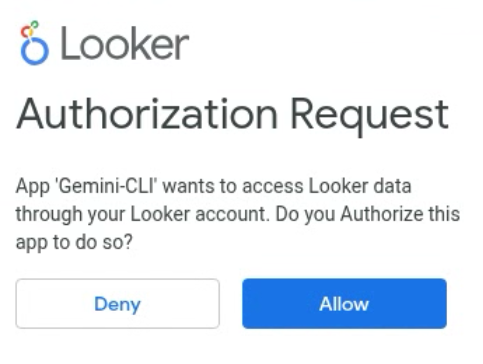 Looker
Authorization Request
App 'Gemini-CLI' wants to access Looker data
through your Looker account. Do you Authorize this
app to do so?
Deny
Allow